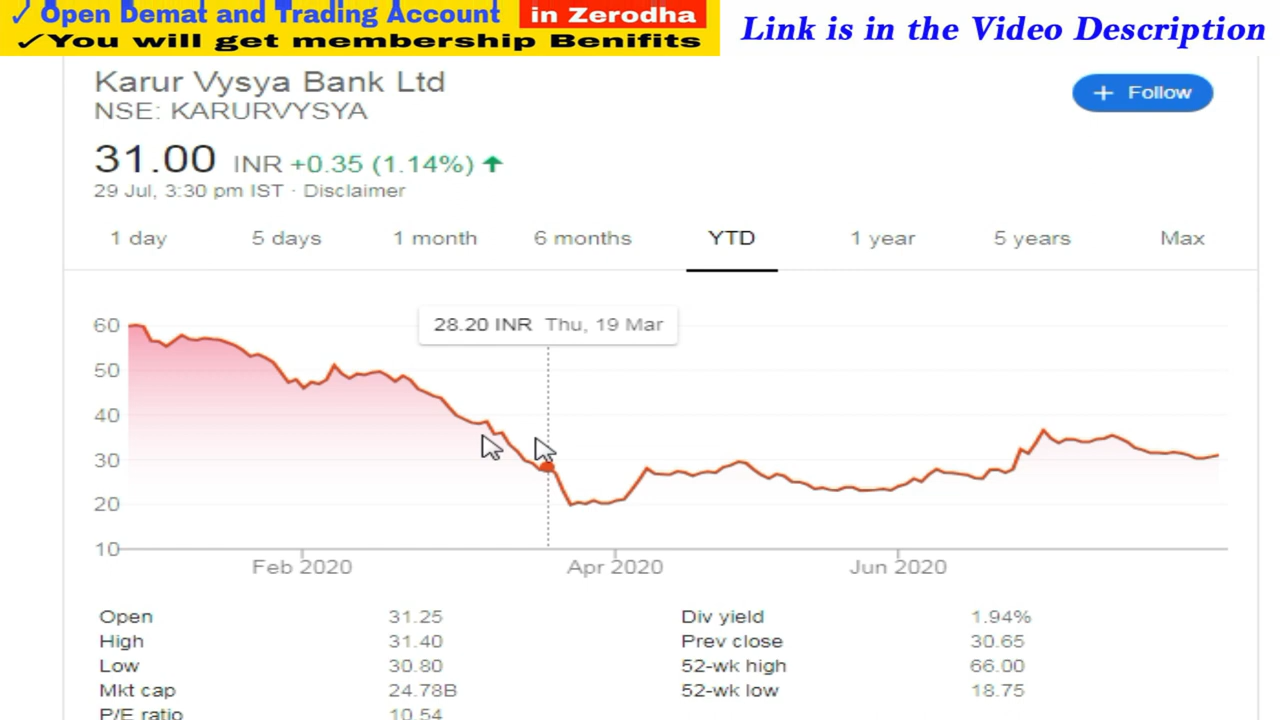 ✓ Open Demat and Trading Account in Zerodha
✓You will get membership Benifits
Link is in the Video Description
Karur Vysya Bank Ltd
NSE: KARURVYSYA
+ Follow
31.00 INR +0.35 (1.14%) ↑
29 Jul, 3:30 pm IST · Disclaimer
1 day 5 days 1 month 6 months YTD 1 year 5 years Max
28.20 INR Thu, 19 Mar
60
50
40
30
20
10
Feb 2020 Apr 2020 Jun 2020
Open 31.25 Div yield 1.94%
High 31.40 Prev close 30.65
Low 30.80 52-wk high 66.00
Mkt cap 24.78B 52-wk low 18.75
P/E ratio 10.54